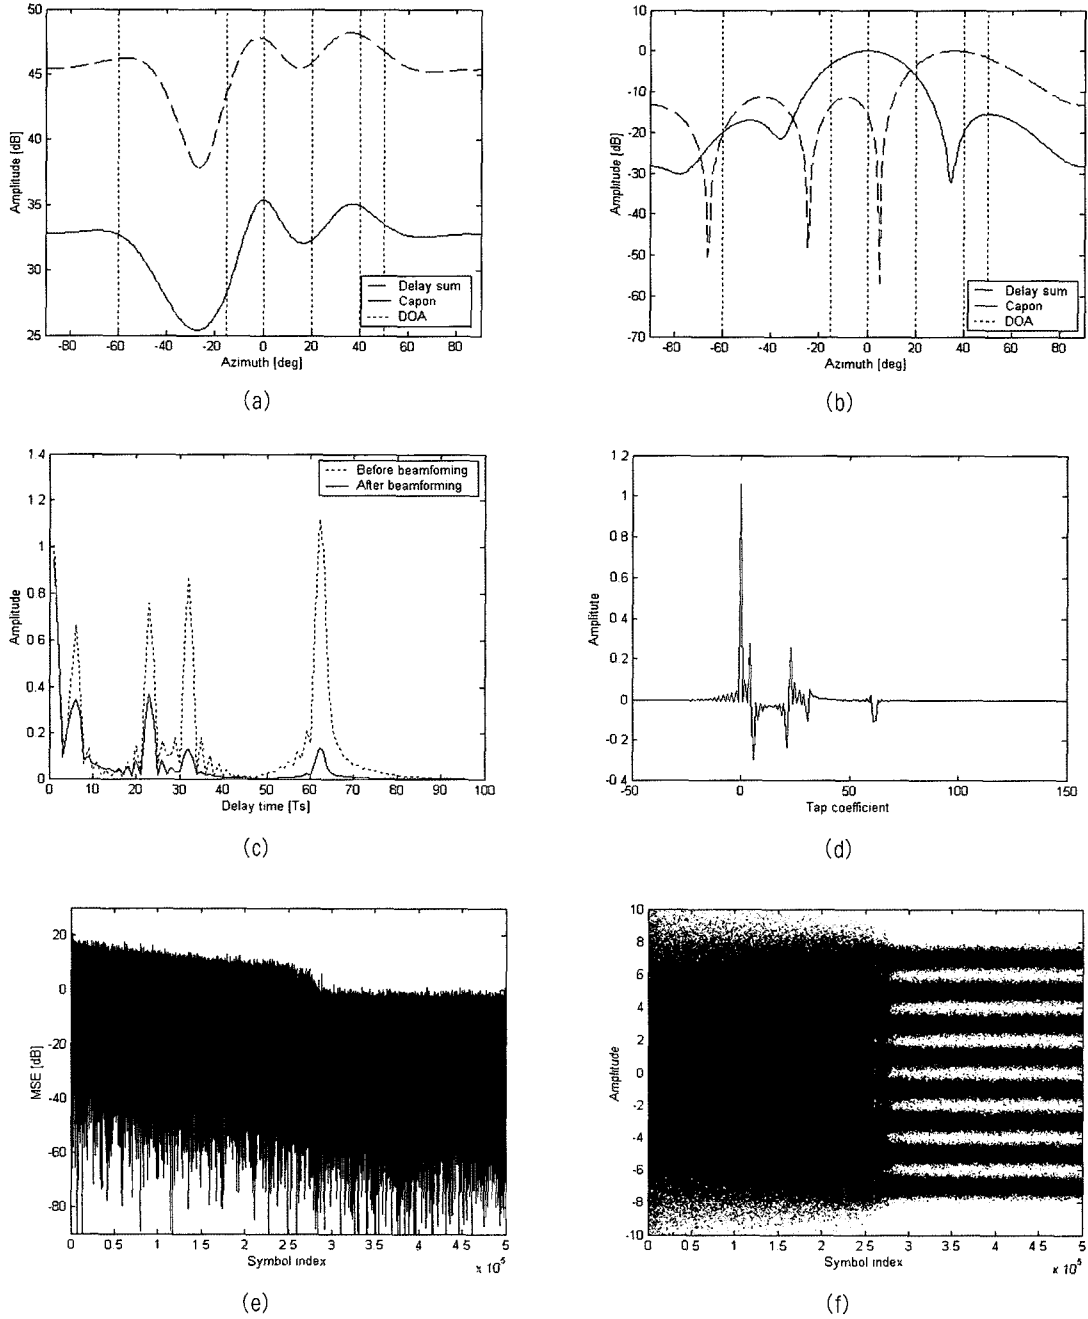 50
45
40
35
30
25
Amplitude [dB]
-80 -60 -40 -20 0 20 40 60 80
Azimuth [deg]
Delay sum
Capon
DOA
(a)
10
0
-10
-20
-30
-40
-50
-60
-70
Amplitude [dB]
-80 -60 -40 -20 0 20 40 60 80
Azimuth [deg]
Delay sum
Capon
DOA
(b)
1.4
1.2
1
0.8
0.6
0.4
0.2
0
Amplitude
0 10 20 30 40 50 60 70 80 90 100
Delay time [Ts]
Before beamfoming
After beamforming
(c)
1.2
1
0.8
0.6
0.4
0.2
0
-0.2
-0.4
Amplitute
-50 0 50 100 150
Tap coefficient
(d)
20
0
-20
-40
-60
-80
MSE [dB]
0 0.5 1 1.5 2 2.5 3 3.5 4 4.5 5
Symbol index
x 10^5
(e)
10
8
6
4
2
0
-2
-4
-6
-8
-10
Amplitude
0 0.5 1 1.5 2 2.5 3 3.5 4 4.5 5
Symbol index
x 10^5
(f)